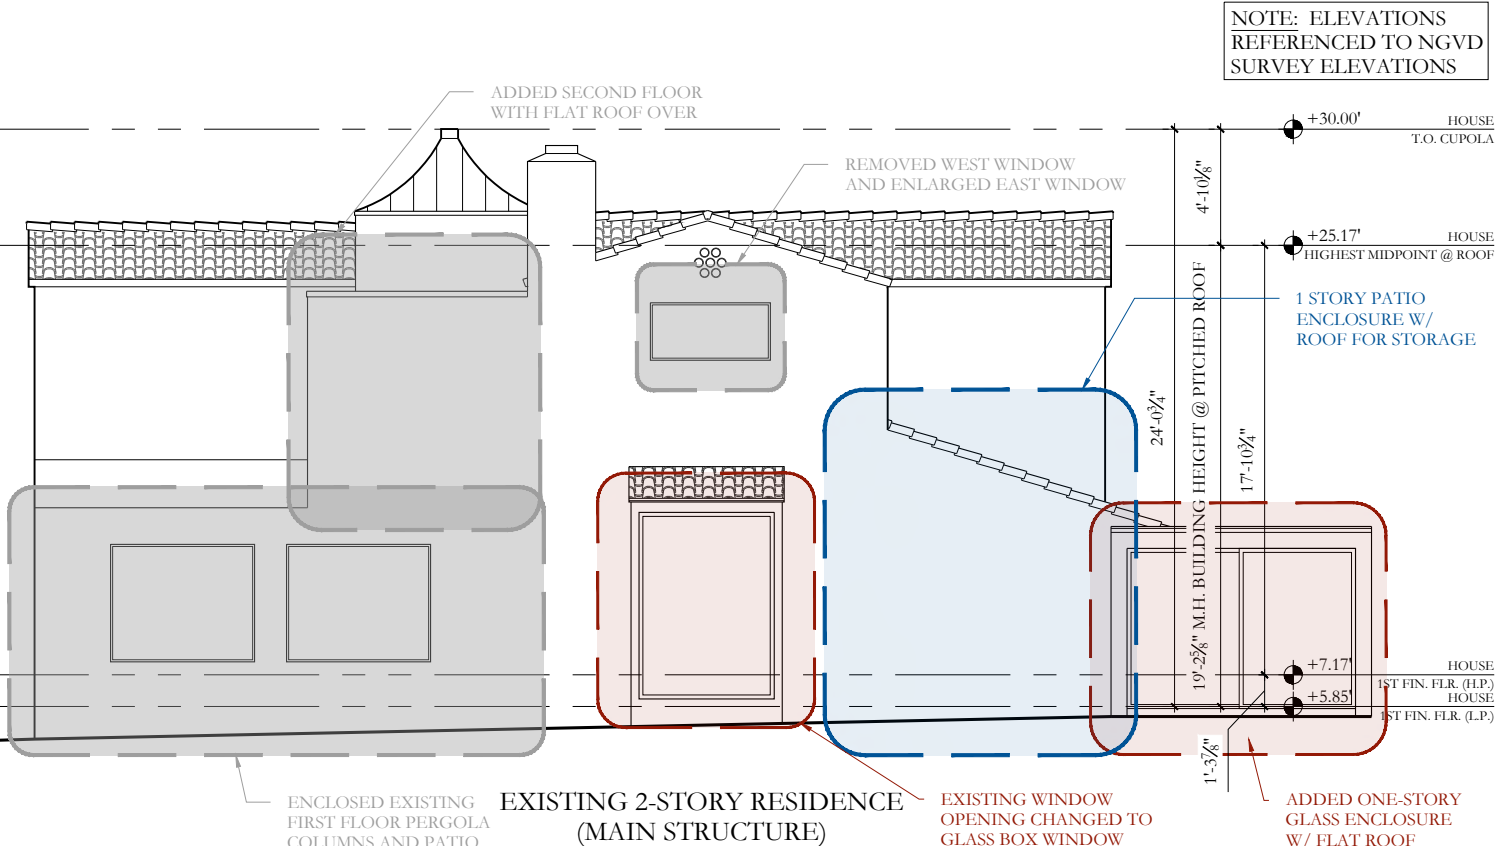 NOTE: ELEVATIONS
REFERENCED TO NGVD
SURVEY ELEVATIONS
ADDED SECOND FLOOR
WITH FLAT ROOF OVER
REMOVED WEST WINDOW
AND ENLARGED EAST WINDOW
+30.00' HOUSE
T.O. CUPOLA
4'-10⅛"
+25.17' HOUSE
HIGHEST MIDPOINT @ ROOF
1 STORY PATIO
ENCLOSURE W/
ROOF FOR STORAGE
24'-0¾"
19'-2⅝" M.H. BUILDING HEIGHT @ PITCHED ROOF
17'-10¾"
+7.17' HOUSE
1ST FIN. FLR. (H.P.)
+5.85' HOUSE
1ST FIN. FLR. (L.P.)
1'-3⅞"
ENCLOSED EXISTING
FIRST FLOOR PERGOLA
COLUMNS AND PATIO
EXISTING 2-STORY RESIDENCE
(MAIN STRUCTURE)
EXISTING WINDOW
OPENING CHANGED TO
GLASS BOX WINDOW
ADDED ONE-STORY
GLASS ENCLOSURE
W/ FLAT ROOF